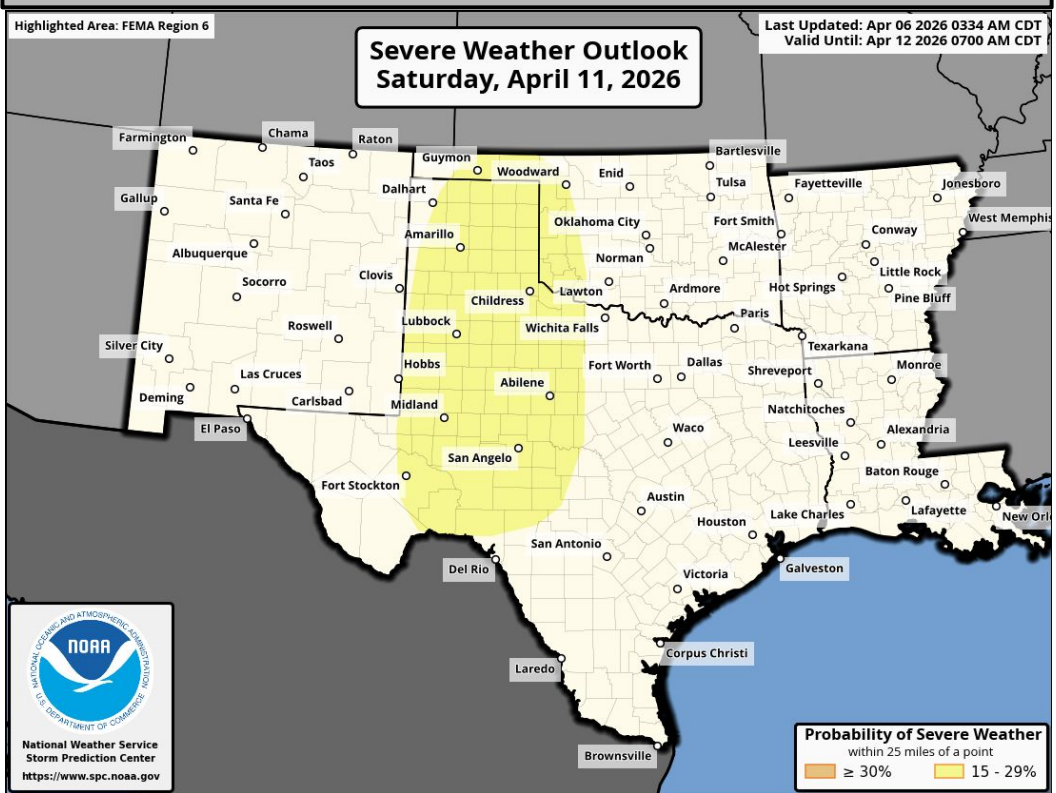 Highlighted Area: FEMA Region 6
Last Updated: Apr 06 2026 0334 AM CDT
Valid Until: Apr 12 2026 0700 AM CDT
Severe Weather Outlook
Saturday, April 11, 2026
Farmington
Chama
Raton
Taos
Guymon
Woodward
Enid
Bartlesville
Tulsa
Fayetteville
Jonesboro
Gallup
Santa Fe
Dalhart
Oklahoma City
Fort Smith
West Memphis
Albuquerque
Amarillo
Norman
McAlester
Conway
Socorro
Clovis
Childress
Lawton
Ardmore
Hot Springs
Little Rock
Pine Bluff
Roswell
Lubbock
Wichita Falls
Paris
Texarkana
Silver City
Las Cruces
Hobbs
Fort Worth
Dallas
Shreveport
Monroe
Deming
Carlsbad
Midland
Abilene
Natchitoches
El Paso
Waco
Leesville
Alexandria
San Angelo
Baton Rouge
Fort Stockton
Austin
Lake Charles
Lafayette
New Orl
Houston
San Antonio
Del Rio
Galveston
Victoria
Laredo
Corpus Christi
Brownsville
NATIONAL OCEANIC AND ATMOSPHERIC ADMINISTRATION
NOAA
U.S. DEPARTMENT OF COMMERCE
National Weather Service
Storm Prediction Center
https://www.spc.noaa.gov
Probability of Severe Weather
within 25 miles of a point
≥ 30%
15 - 29%